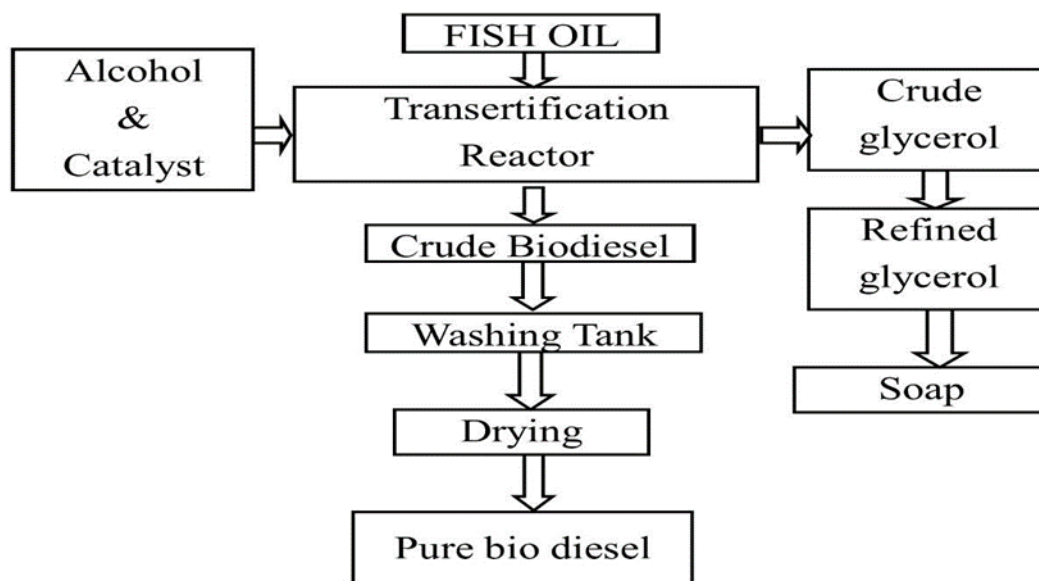 FISH OIL
Alcohol
&
Catalyst
Transertification
Reactor
Crude
glycerol
Crude Biodiesel
Refined
glycerol
Washing Tank
Soap
Drying
Pure bio diesel